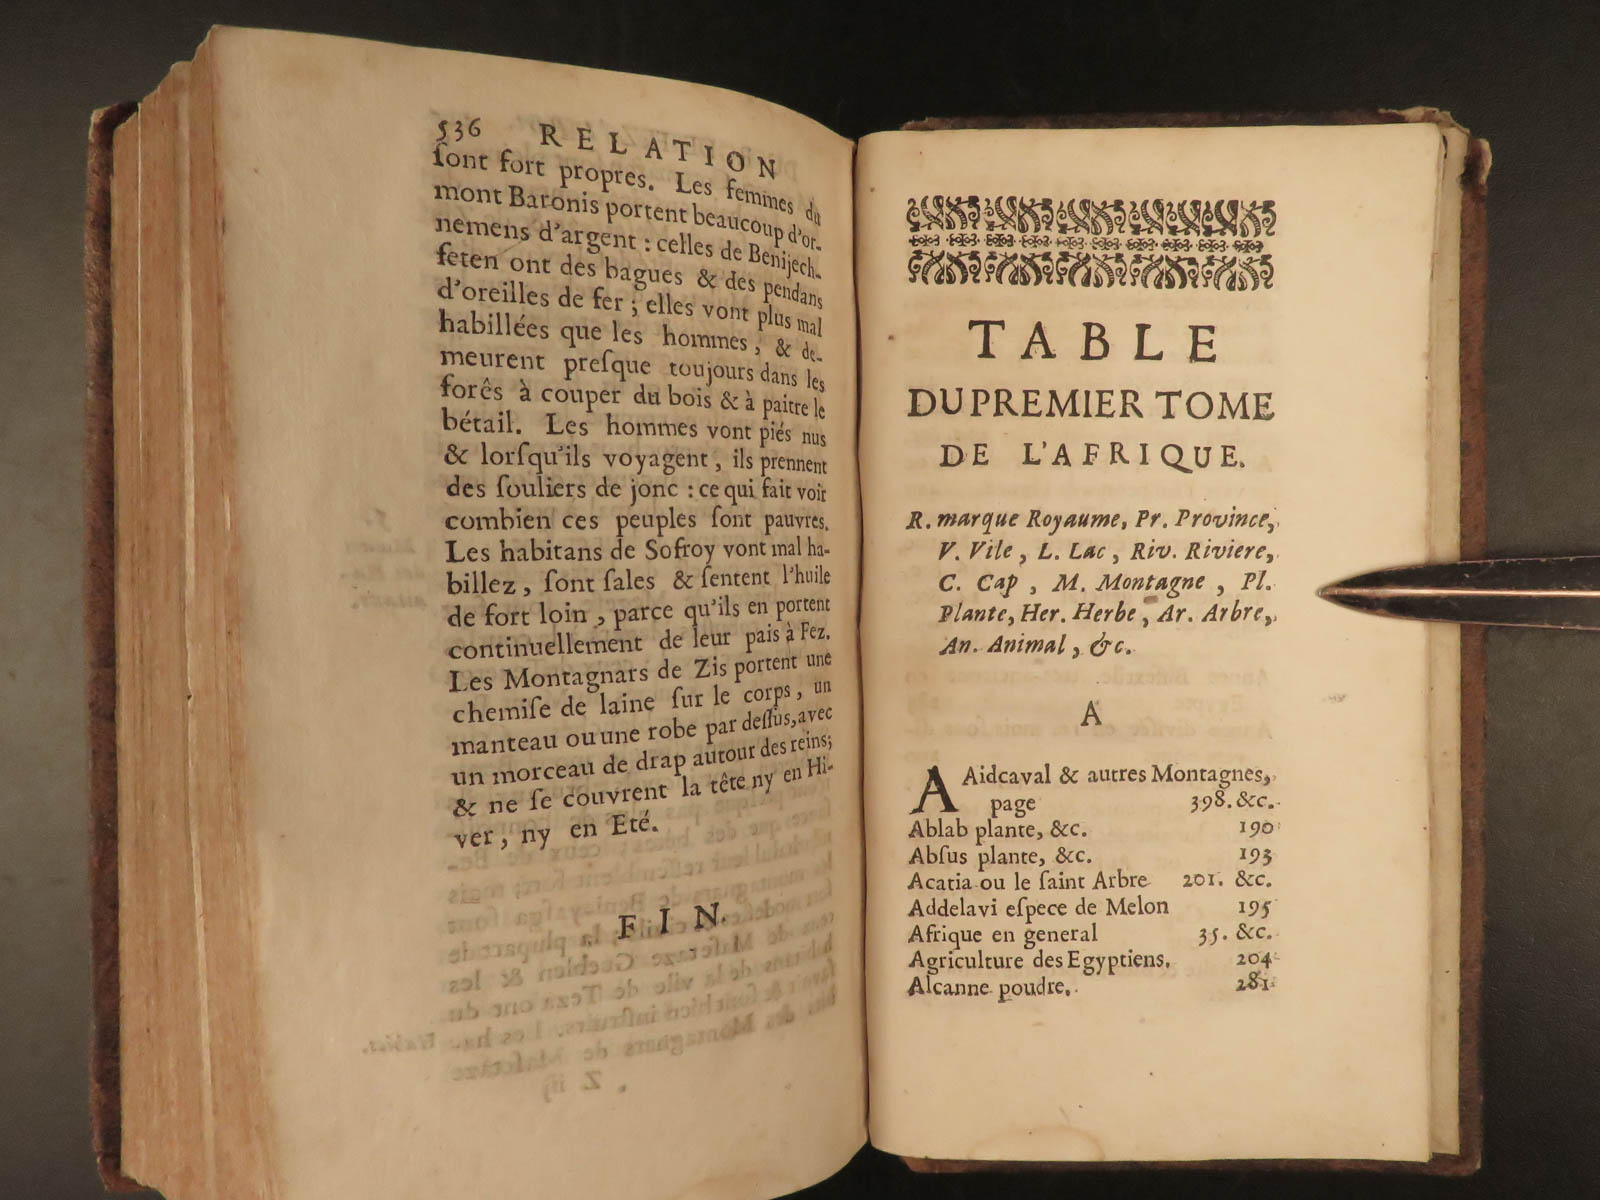 536 RELATION
ſont fort propres. Les femmes du
mont Baronis portent beaucoup d'or-
nemens d'argent : celles de Benijech-
feten ont des bagues & des pendans
d'oreilles de fer ; elles vont plus mal
habillées que les hommes, & de-
meurent preſque toujours dans les
forês à couper du bois & à paitre le
bétail. Les hommes vont piés nus
& lorſqu'ils voyagent, ils prennent
des ſouliers de jonc : ce qui fait voir
combien ces peuples ſont pauvres.
Les habitans de Sofroy vont mal ha-
billez, ſont ſales & ſentent l'huile
de fort loin, parce qu'ils en portent
continuellement de leur pais à Fez.
Les Montagnars de Zis portent une
chemiſe de laine ſur le corps, un
manteau ou une robe par deſſus, avec
un morceau de drap autour des reins;
& ne ſe couvrent la tête ny en Hi-
ver, ny en Eté.
FIN.
TABLE
DU PREMIER TOME
DE L'AFRIQUE.
R. marque Royaume, Pr. Province,
V. Vile, L. Lac, Riv. Riviere,
C. Cap, M. Montagne, Pl.
Plante, Her. Herbe, Ar. Arbre,
An. Animal, &c.
A
AAidcaval & autres Montagnes,
page 398. &c.
Ablab plante, &c. 190
Abſus plante, &c. 193
Acatia ou le ſaint Arbre 201. &c.
Addelavi eſpece de Melon 195
Afrique en general 35. &c.
Agriculture des Egyptiens. 204
Alcanne poudre. 281